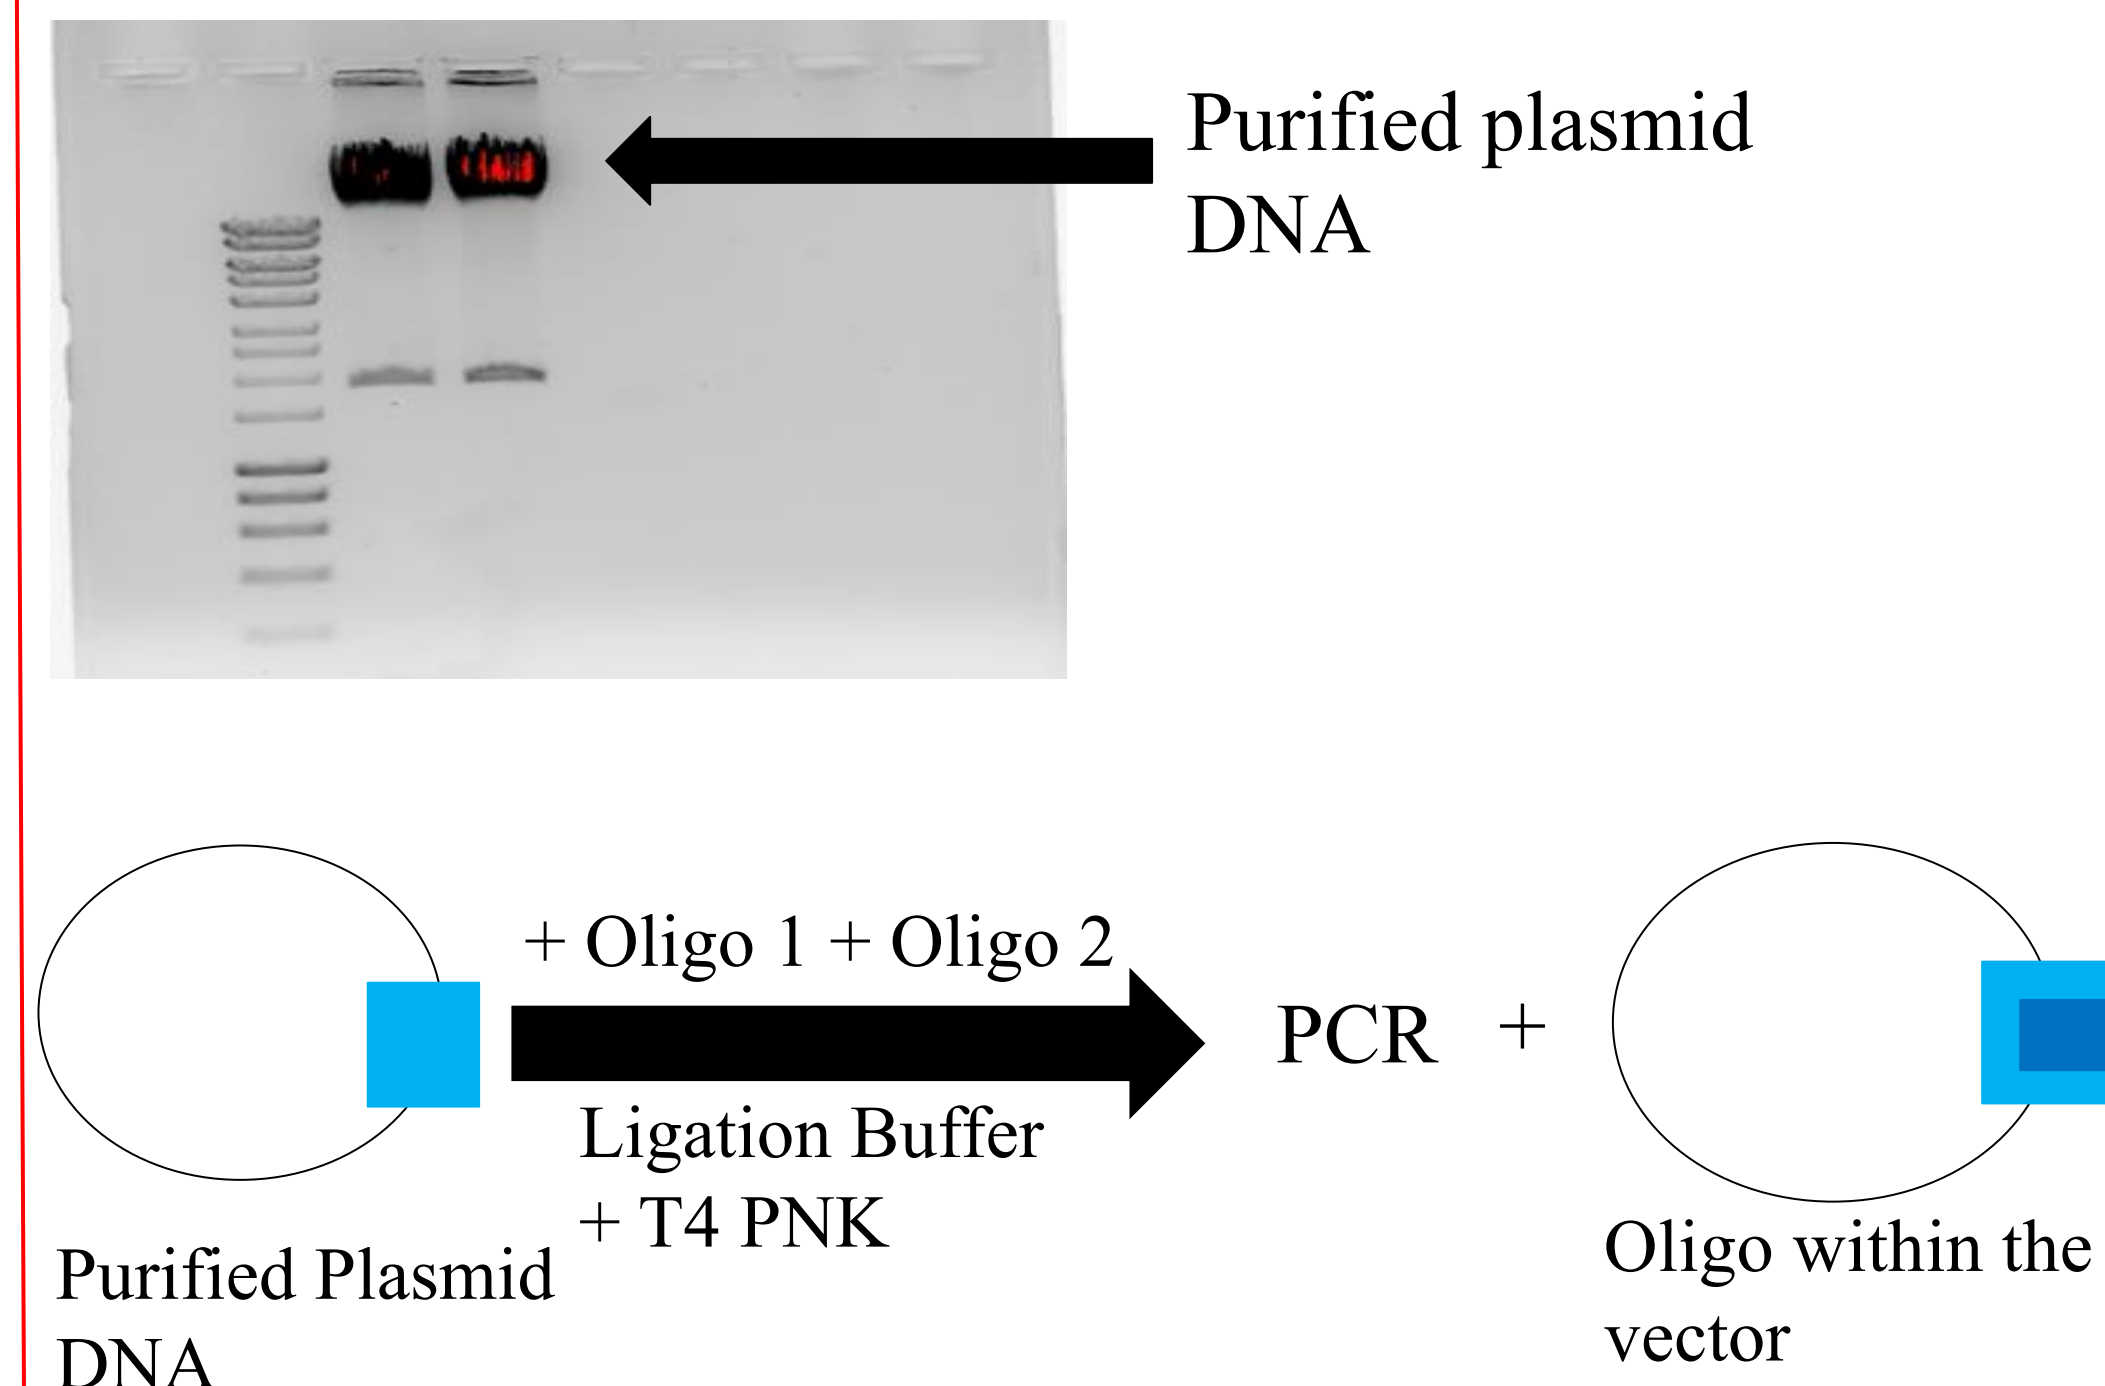 Purified plasmid
DNA
+ Oligo 1 + Oligo 2
PCR +
Ligation Buffer
+ T4 PNK
Purified Plasmid
DNA
Oligo within the
vector